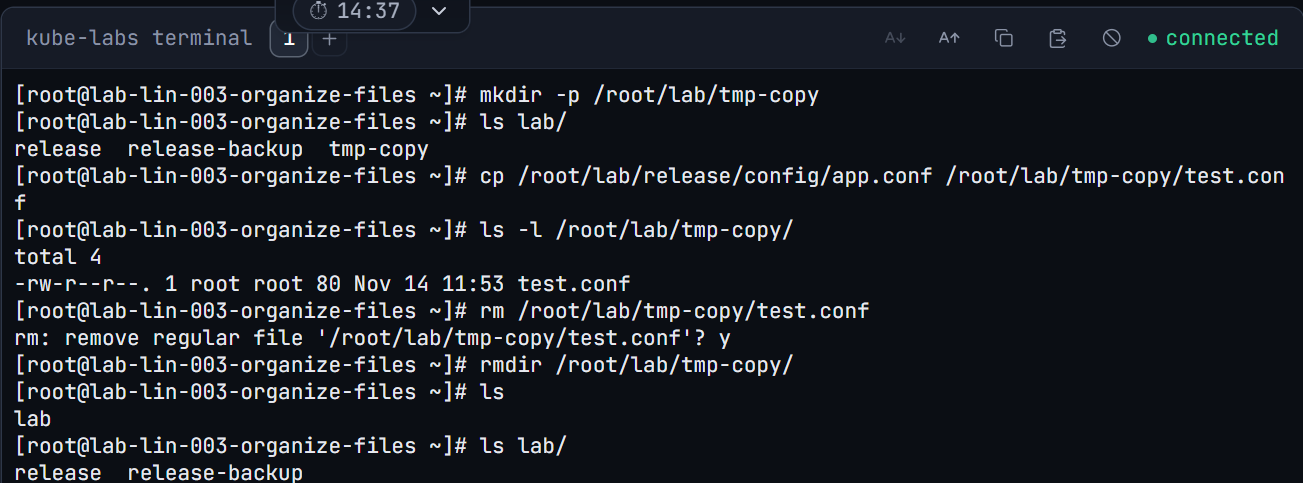 14:37
kube-labs terminal 1 + A↓ A↑ connected
[root@lab-lin-003-organize-files ~]# mkdir -p /root/lab/tmp-copy
[root@lab-lin-003-organize-files ~]# ls lab/
release  release-backup  tmp-copy
[root@lab-lin-003-organize-files ~]# cp /root/lab/release/config/app.conf /root/lab/tmp-copy/test.con
f
[root@lab-lin-003-organize-files ~]# ls -l /root/lab/tmp-copy/
total 4
-rw-r--r--. 1 root root 80 Nov 14 11:53 test.conf
[root@lab-lin-003-organize-files ~]# rm /root/lab/tmp-copy/test.conf
rm: remove regular file '/root/lab/tmp-copy/test.conf'? y
[root@lab-lin-003-organize-files ~]# rmdir /root/lab/tmp-copy/
[root@lab-lin-003-organize-files ~]# ls
lab
[root@lab-lin-003-organize-files ~]# ls lab/
release  release-backup